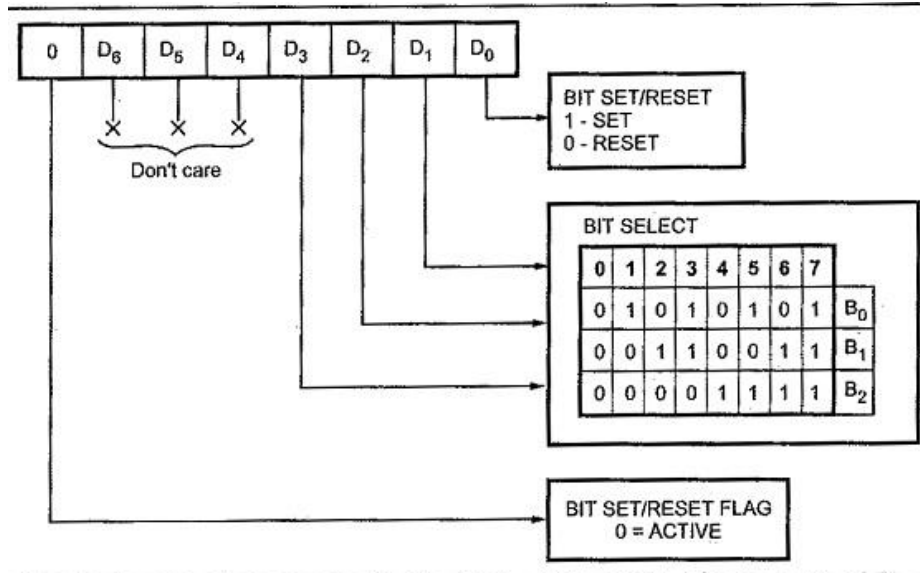 0 D₆ D₅ D₄ D₃ D₂ D₁ D₀
Don't care
BIT SET/RESET
1 - SET
0 - RESET
BIT SELECT
0 1 2 3 4 5 6 7
0 1 0 1 0 1 0 1 B₀
0 0 1 1 0 0 1 1 B₁
0 0 0 0 1 1 1 1 B₂
BIT SET/RESET FLAG
0 = ACTIVE